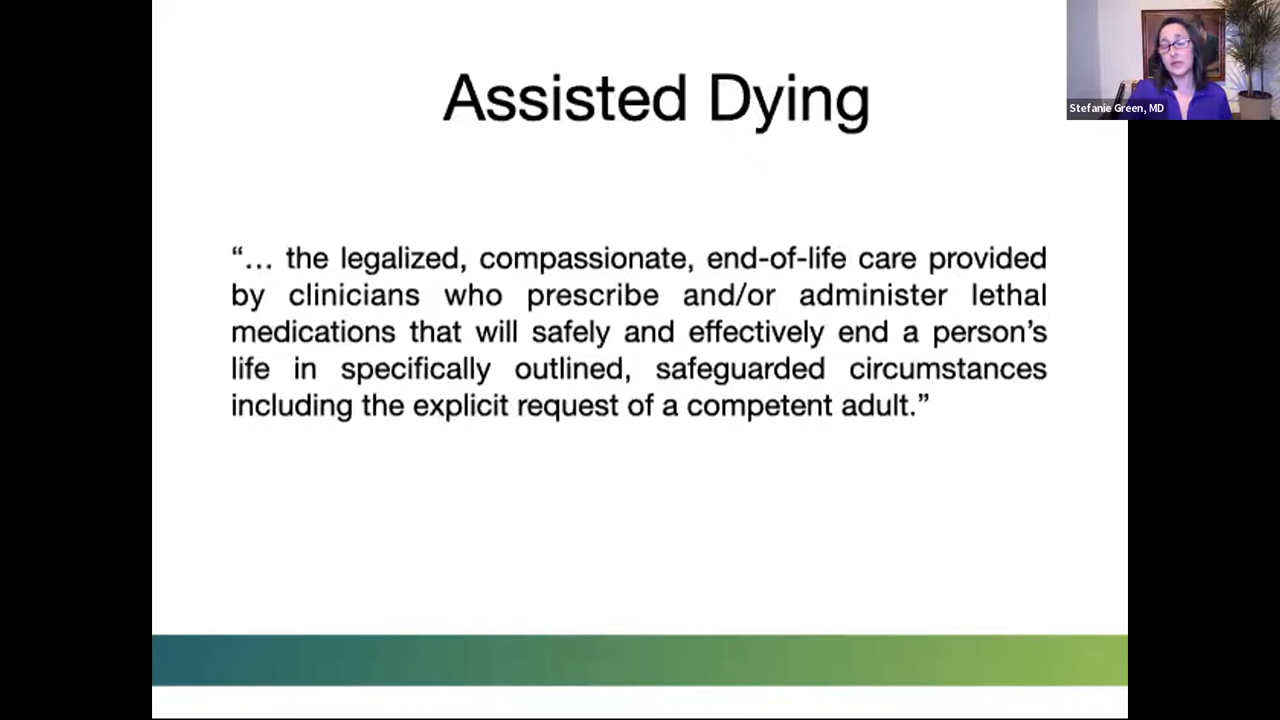 Assisted Dying
Stefanie Green, MD
“… the legalized, compassionate, end-of-life care provided
by clinicians who prescribe and/or administer lethal
medications that will safely and effectively end a person’s
life in specifically outlined, safeguarded circumstances
including the explicit request of a competent adult.”